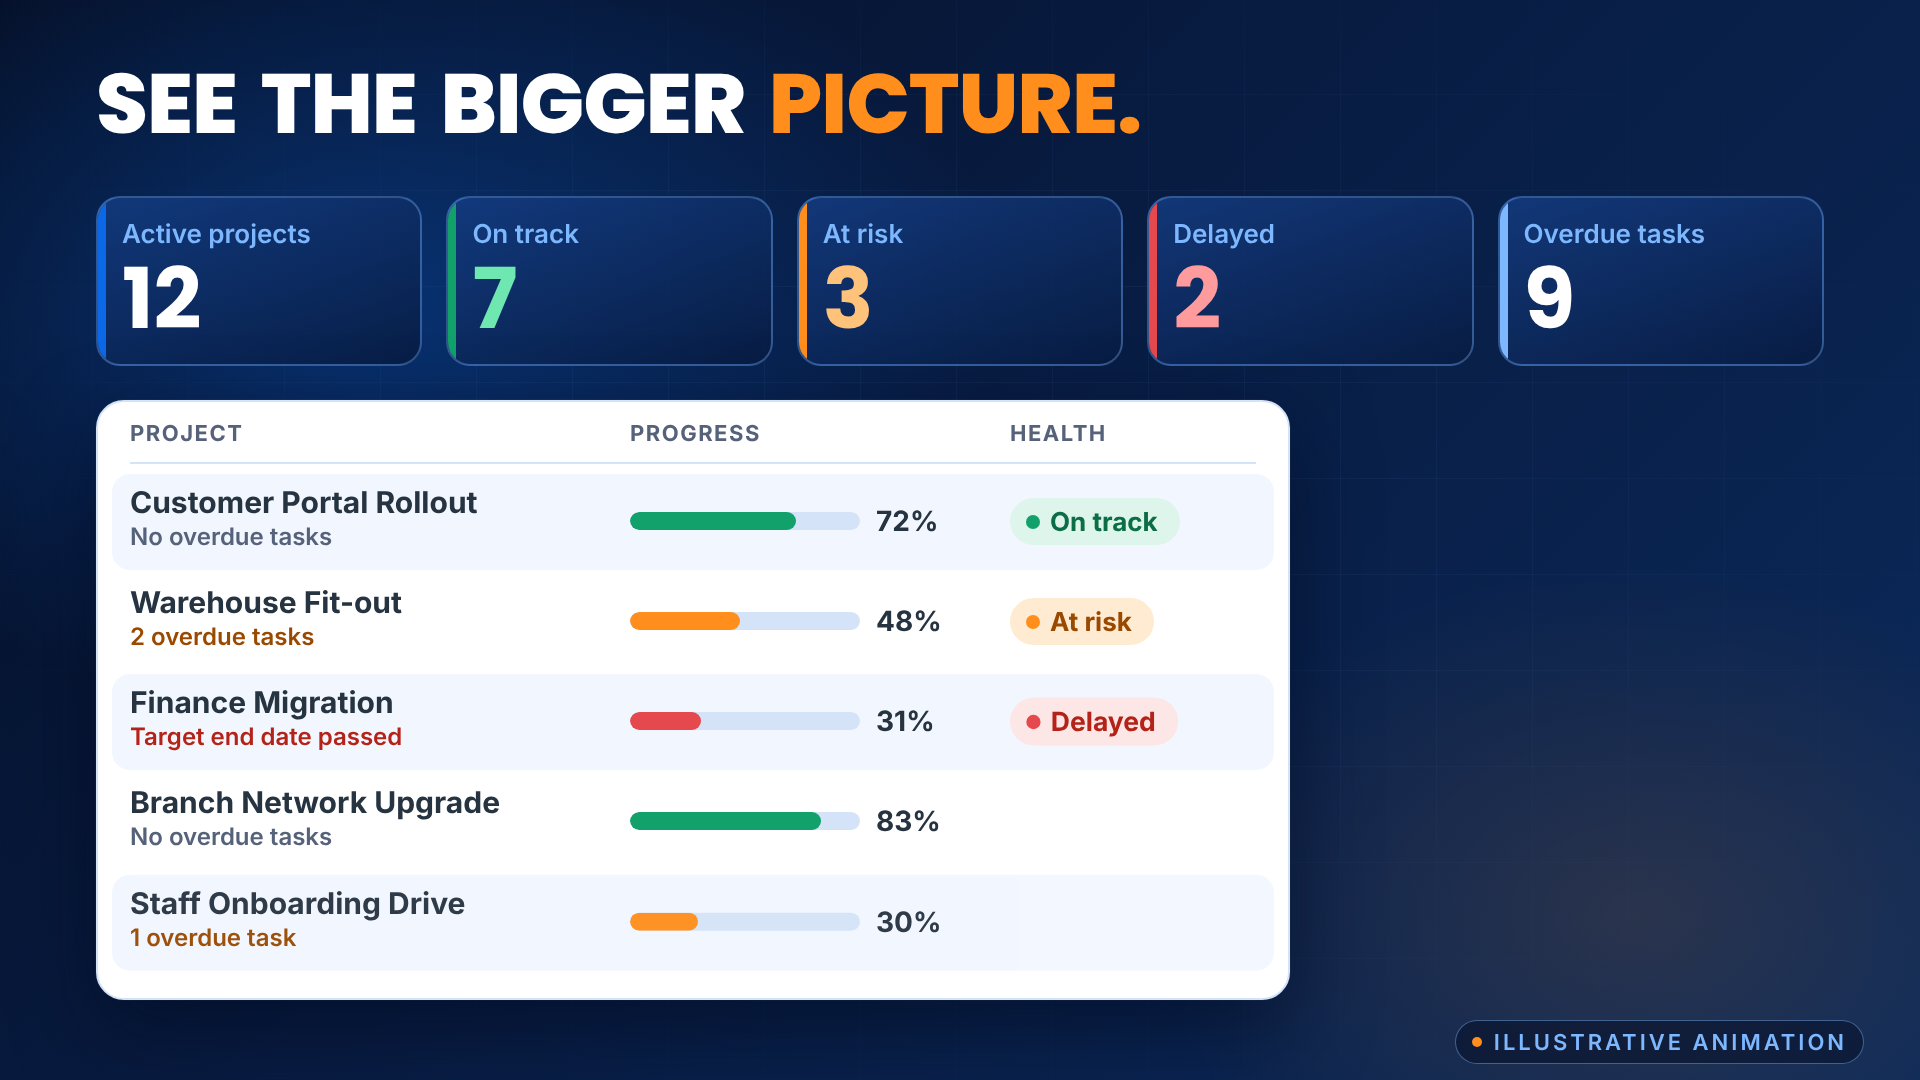 SEE THE BIGGER PICTURE.
Active projects
12
On track
7
At risk
3
Delayed
2
Overdue tasks
9
PROJECT PROGRESS HEALTH
Customer Portal Rollout
No overdue tasks
72%
On track
Warehouse Fit-out
2 overdue tasks
48%
At risk
Finance Migration
Target end date passed
31%
Delayed
Branch Network Upgrade
No overdue tasks
83%
Staff Onboarding Drive
1 overdue task
30%
ILLUSTRATIVE ANIMATION